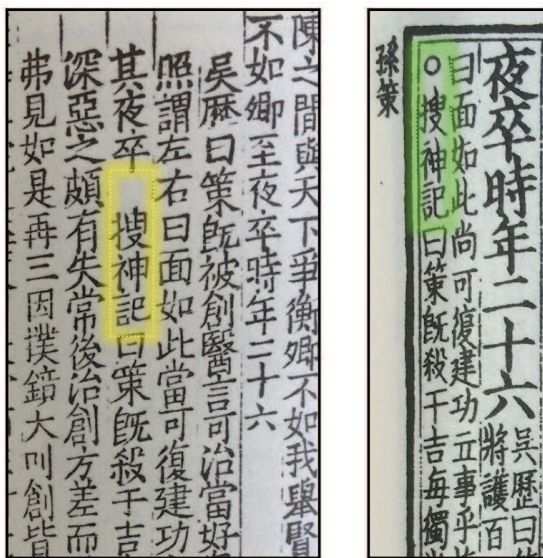 陳之間與天下爭衡卿不如我舉賢
不如卿至夜卒時年二十六
吳歷曰策既被創醫言可治當好
照謂左右曰面如此當可復建功
其夜卒 搜神記曰策既殺于吉
深惡之頗有失常後治創方差而
弗見如是再三因撲鏡大叫創皆
夜卒時年二十六
吳歷曰
將護百
曰面如此尚可復建功立事乎
○搜神記曰策既殺干吉每獨
孫策